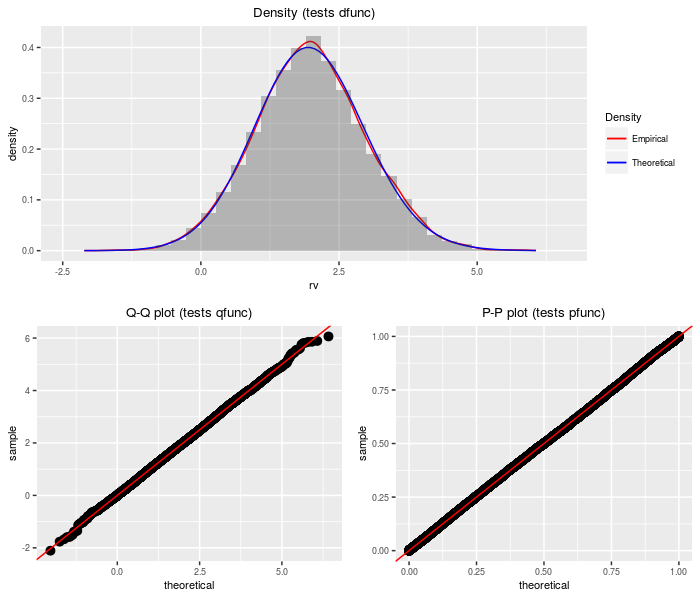 Density (tests dfunc)
density
0.4
0.3
0.2
0.1
0.0
-2.5 0.0 2.5 5.0
rv
Density
Empirical
Theoretical
Q-Q plot (tests qfunc)
sample
6
4
2
0
-2
0.0 2.5 5.0
theoretical
P-P plot (tests pfunc)
sample
1.00
0.75
0.50
0.25
0.00
0.00 0.25 0.50 0.75 1.00
theoretical